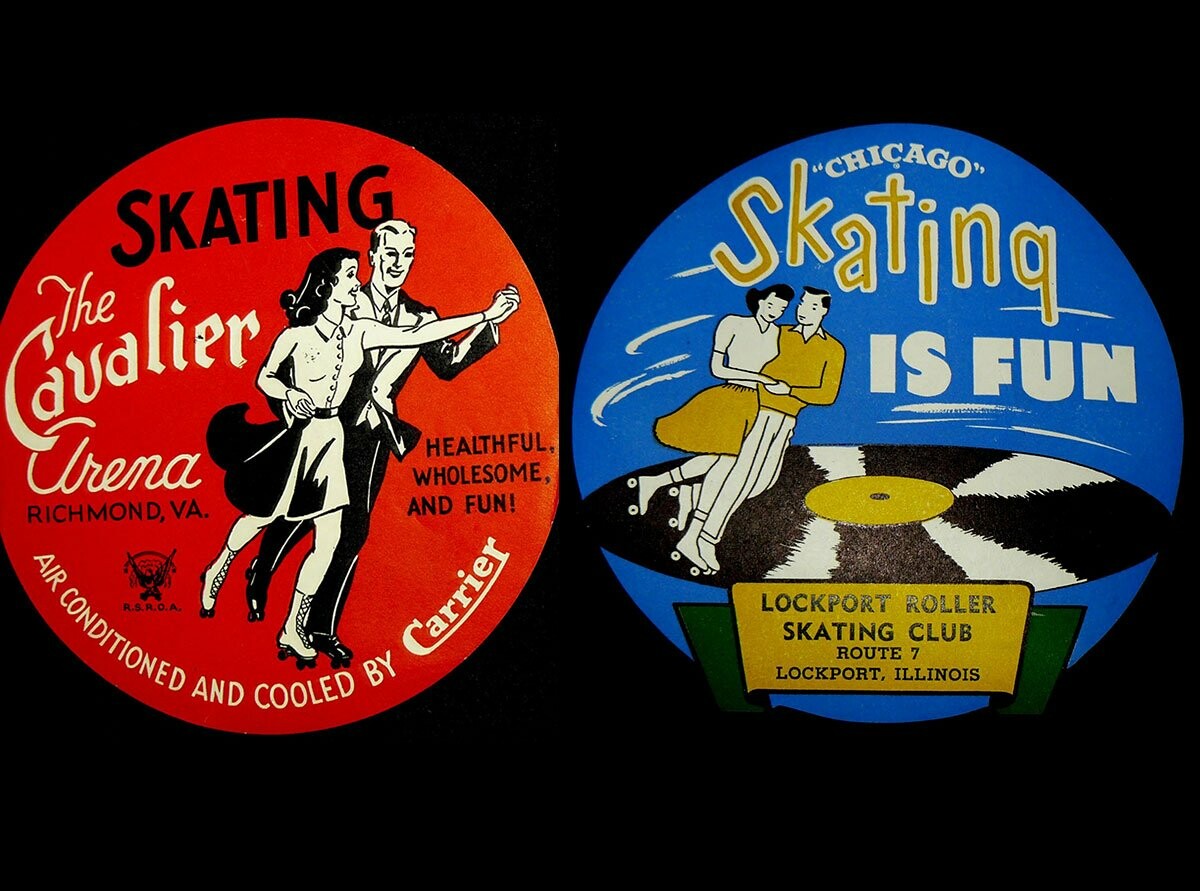 SKATING
The
Cavalier
Arena
RICHMOND, VA.
HEALTHFUL,
WHOLESOME,
AND FUN!
R.S.R.O.A.
AIR CONDITIONED AND COOLED BY Carrier
"CHICAGO"
Skating
IS FUN
LOCKPORT ROLLER
SKATING CLUB
ROUTE 7
LOCKPORT, ILLINOIS